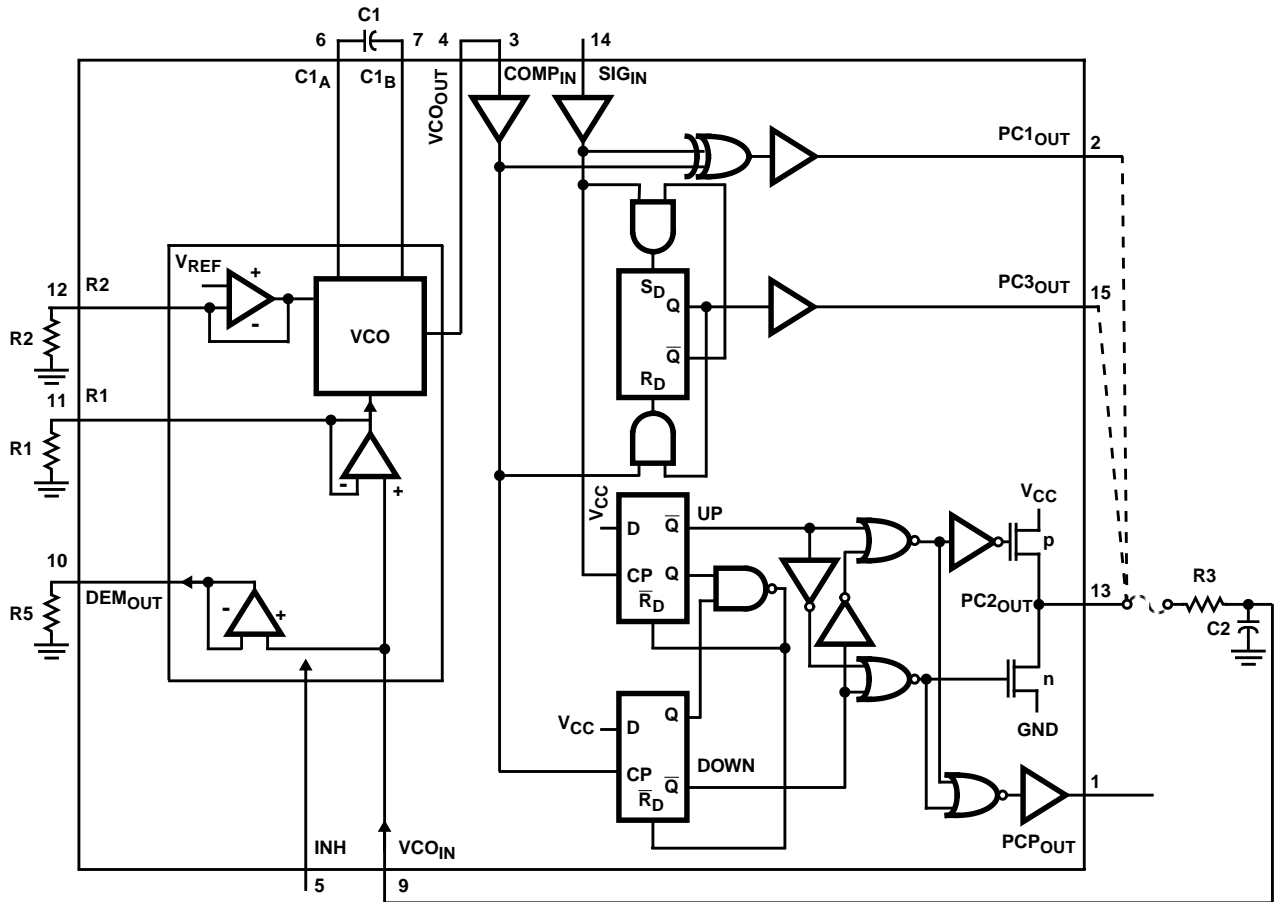 C1
6 7 4 3 14
C1A C1B VCOOUT COMPIN SIGIN
PC1OUT 2
VREF
+
-
12 R2
R2
VCO
SD
Q
Q̅
RD
PC3OUT 15
11 R1
R1
- +
VCC
D Q̅ UP
CP Q
R̅D
VCC
p
10
DEMOUT
R5
- +
PC2OUT 13
R3
C2
n
GND
VCC D Q
CP Q̅ DOWN
R̅D
1
PCPOUT
INH VCOIN
5 9